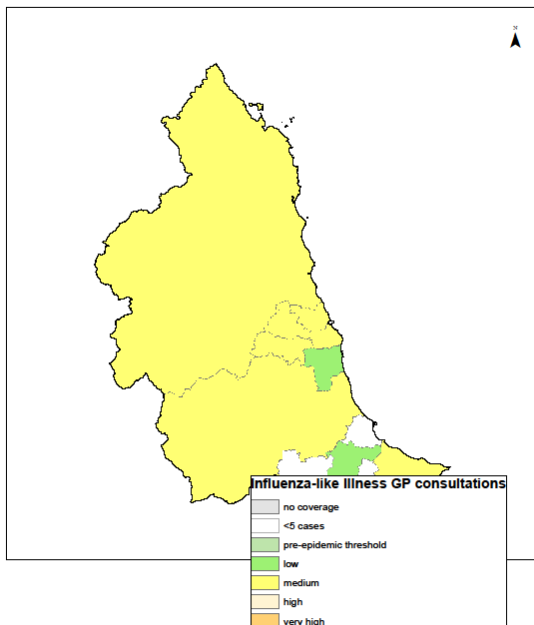 Influenza-like Illness GP consultations
no coverage
<5 cases
pre-epidemic threshold
low
medium
high
very high